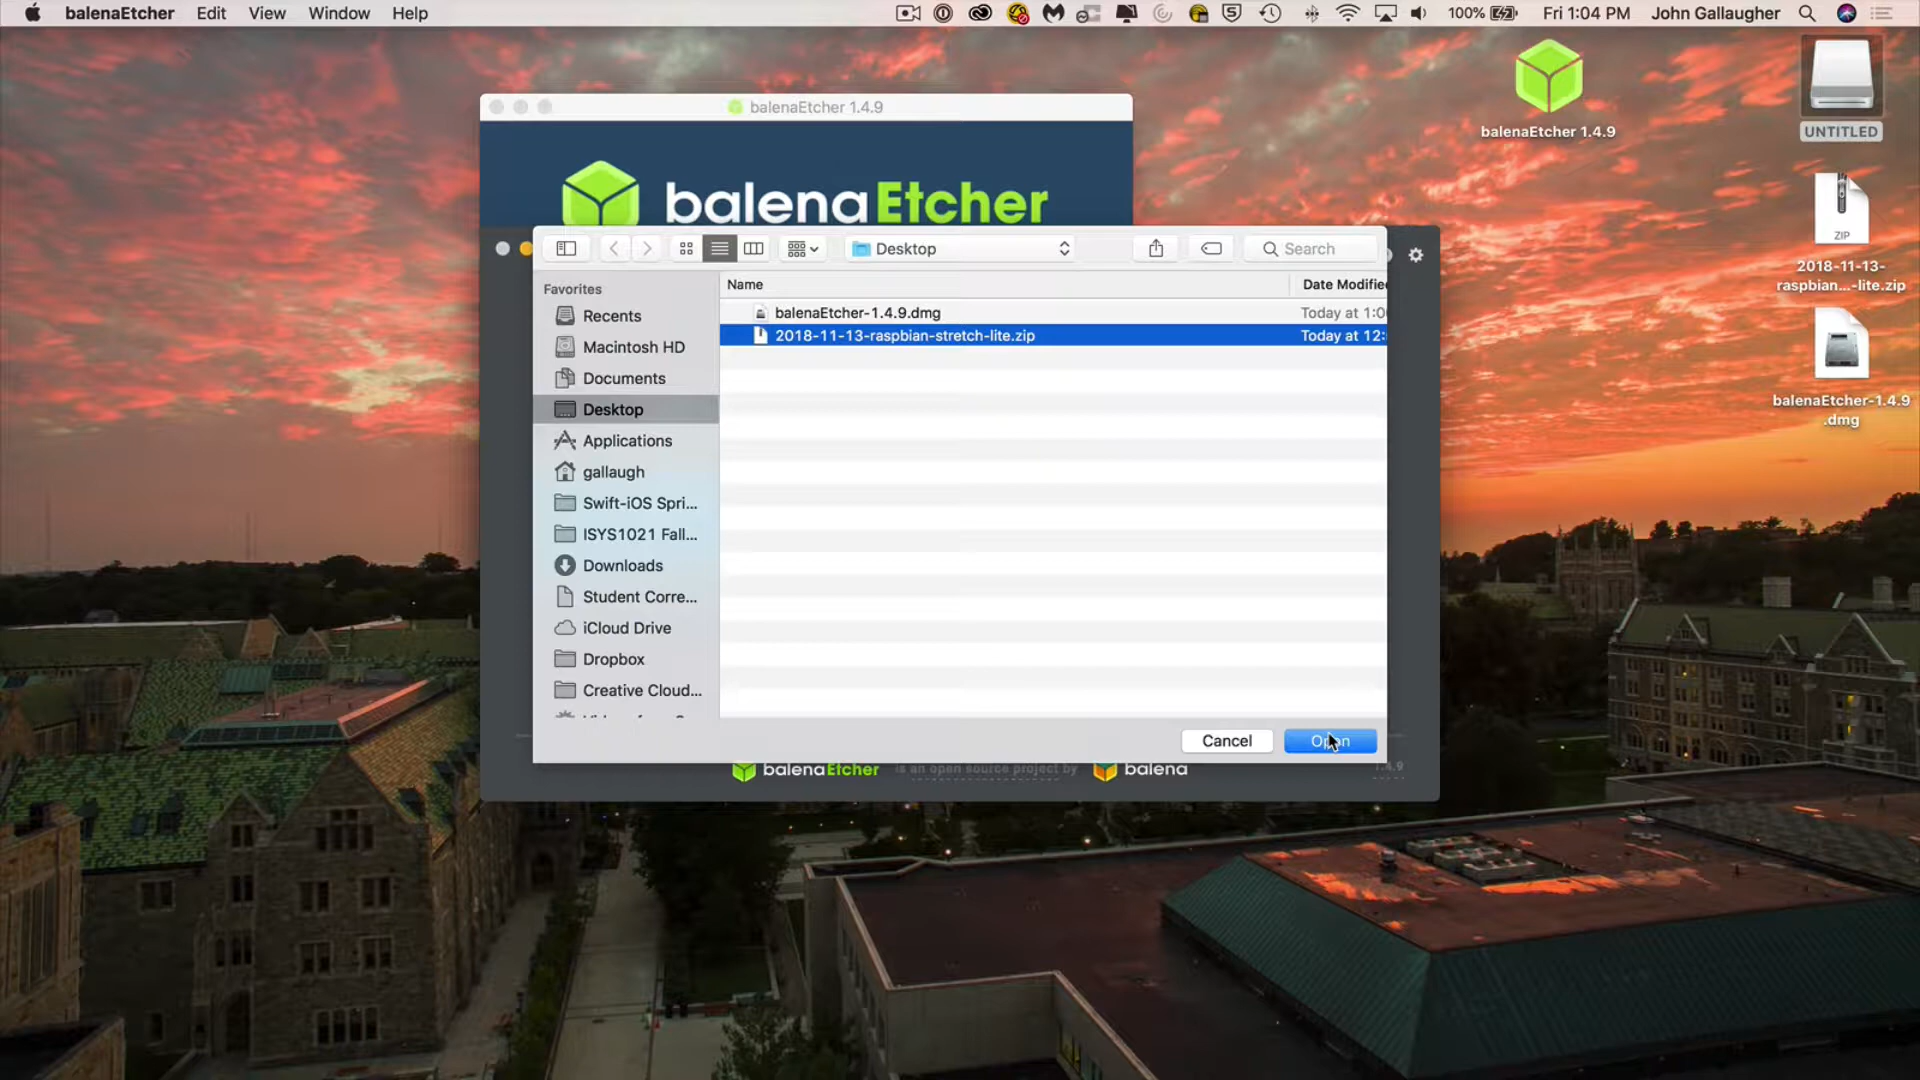 balenaEtcher Edit View Window Help
100% Fri 1:04 PM John Gallaugher
balenaEtcher 1.4.9
UNTITLED
balenaEtcher 1.4.9
balenaEtcher
ZIP
2018-11-13-
raspbian...-lite.zip
balenaEtcher-1.4.9
.dmg
Desktop
Search
Favorites
Recents
Macintosh HD
Documents
Desktop
Applications
gallaugh
Swift-iOS Spri...
ISYS1021 Fall...
Downloads
Student Corre...
iCloud Drive
Dropbox
Creative Cloud...
Name Date Modified
balenaEtcher-1.4.9.dmg Today at 1:0
2018-11-13-raspbian-stretch-lite.zip Today at 12:
Cancel Open
balenaEtcher is an open source project by balena
1.4.9